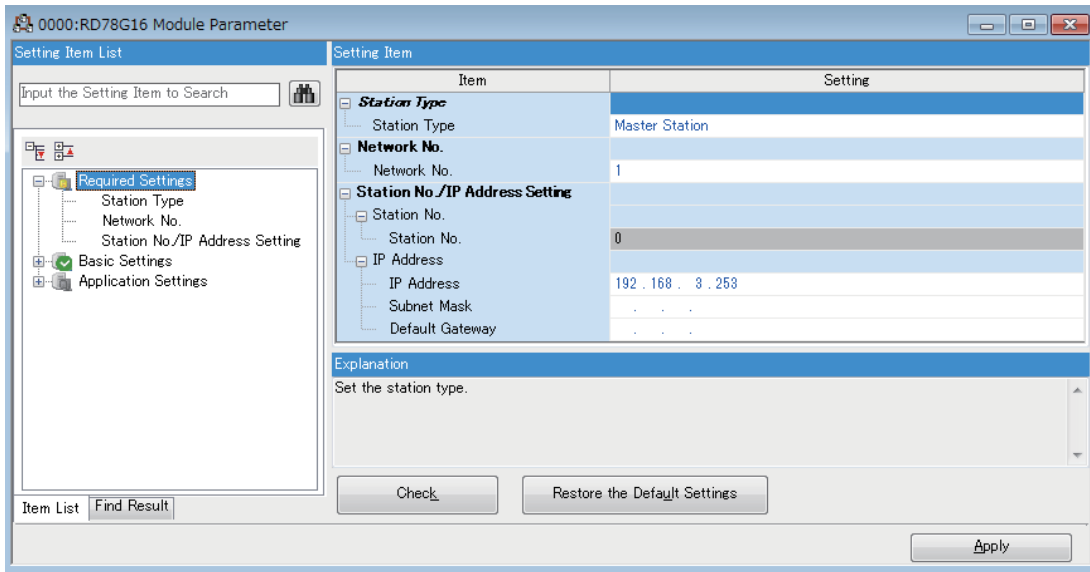 0000:RD78G16 Module Parameter
Setting Item List
Input the Setting Item to Search
Required Settings
Station Type
Network No.
Station No./IP Address Setting
Basic Settings
Application Settings
Item List
Find Result
Setting Item
Item Setting
Station Type
Station Type Master Station
Network No.
Network No. 1
Station No./IP Address Setting
Station No.
Station No. 0
IP Address
IP Address 192 . 168 . 3 . 253
Subnet Mask . . .
Default Gateway . . .
Explanation
Set the station type.
Check
Restore the Default Settings
Apply